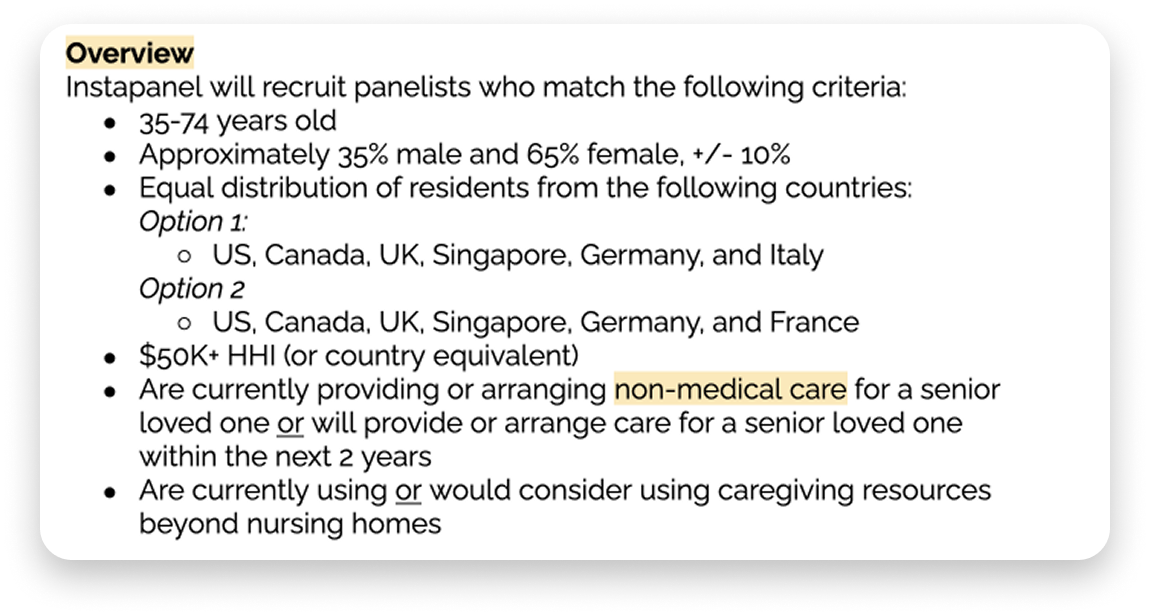 Overview
Instapanel will recruit panelists who match the following criteria:
● 35-74 years old
● Approximately 35% male and 65% female, +/- 10%
● Equal distribution of residents from the following countries:
Option 1:
○ US, Canada, UK, Singapore, Germany, and Italy
Option 2
○ US, Canada, UK, Singapore, Germany, and France
● $50K+ HHI (or country equivalent)
● Are currently providing or arranging non-medical care for a senior
loved one or will provide or arrange care for a senior loved one
within the next 2 years
● Are currently using or would consider using caregiving resources
beyond nursing homes